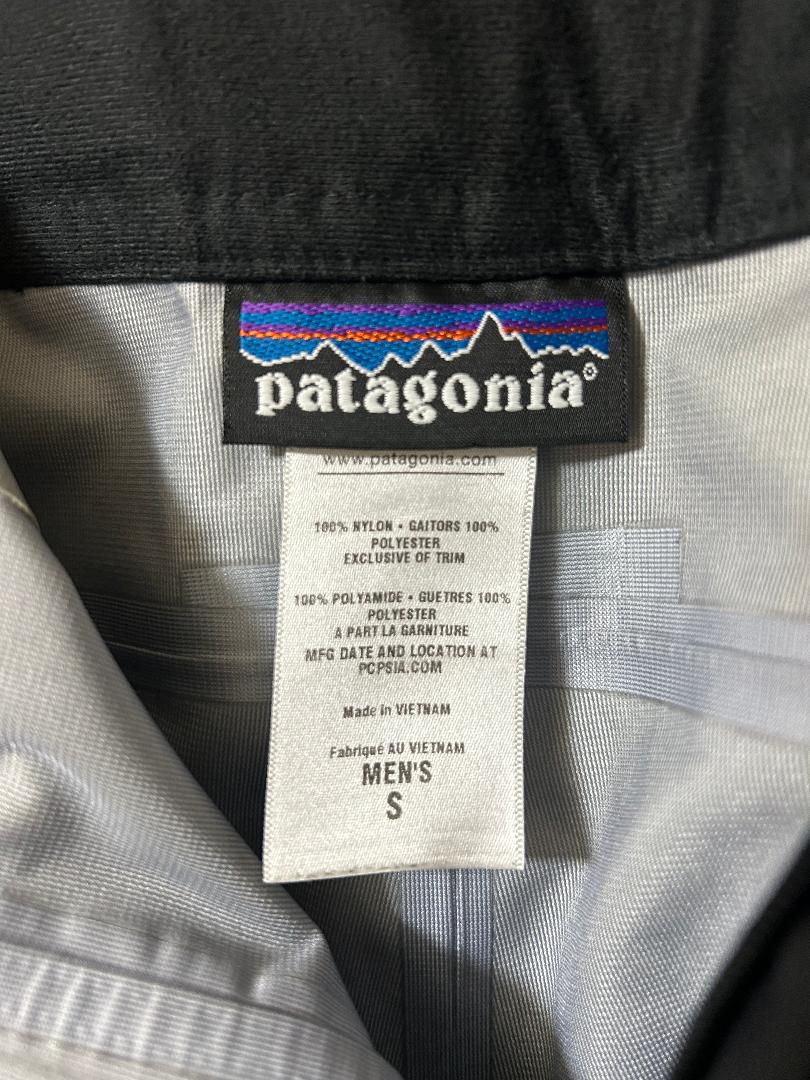 patagonia®
www.patagonia.com
100% NYLON • GAITORS 100%
POLYESTER
EXCLUSIVE OF TRIM
100% POLYAMIDE • GUETRES 100%
POLYESTER
A PART LA GARNITURE
MFG DATE AND LOCATION AT
PCPSIA.COM
Made in VIETNAM
Fabriqué AU VIETNAM
MEN'S
S